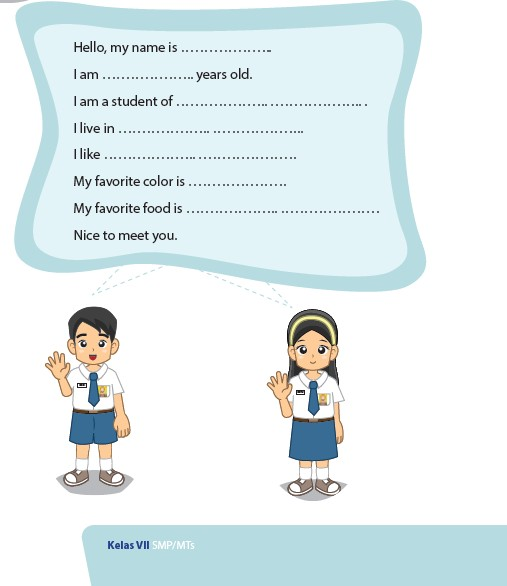 Hello, my name is ....................
I am .................... years old.
I am a student of .................... .................... .
I live in .................... ....................
I like .................... ....................
My favorite color is ....................
My favorite food is .................... ....................
Nice to meet you.
Kelas VII SMP/MTs